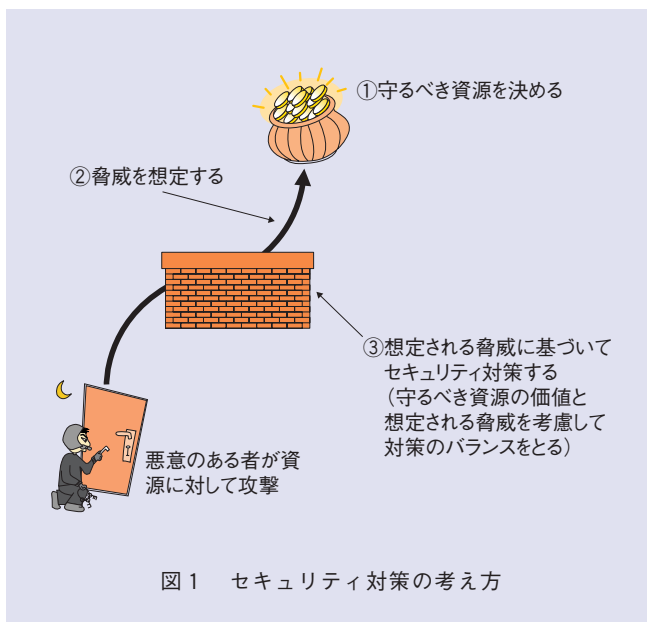 ①守るべき資源を決める
②脅威を想定する
③想定される脅威に基づいて
セキュリティ対策する
（守るべき資源の価値と
想定される脅威を考慮して
対策のバランスをとる）
悪意のある者が資
源に対して攻撃
図1　セキュリティ対策の考え方